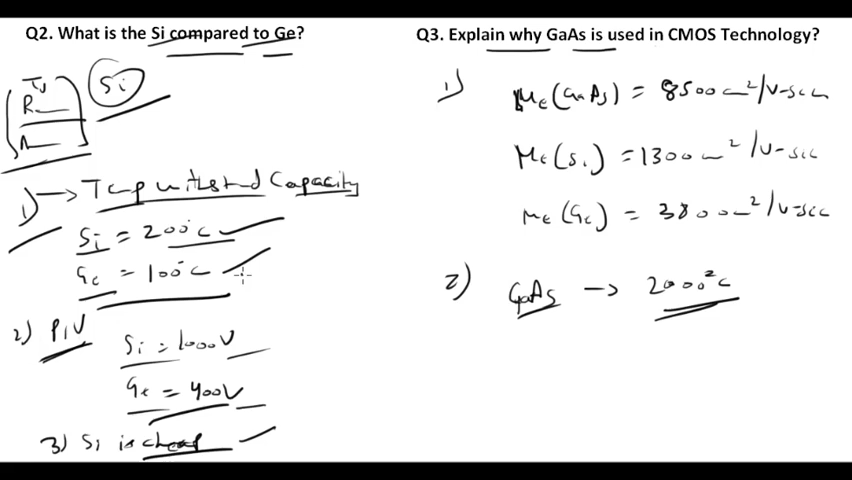 Q2. What is the Si compared to Ge?
Si
1) → Temp withstand Capacity
Si = 200°C
Ge = 100°C
2) PIV
Si = 1000V
Ge = 400V
3) Si is cheap
Q3. Explain why GaAs is used in CMOS Technology?
1) μe(GaAs) = 8500 cm²/V-sec
μe(Si) = 1300 cm²/V-sec
μe(Ge) = 3800 cm²/V-sec
2) GaAs →